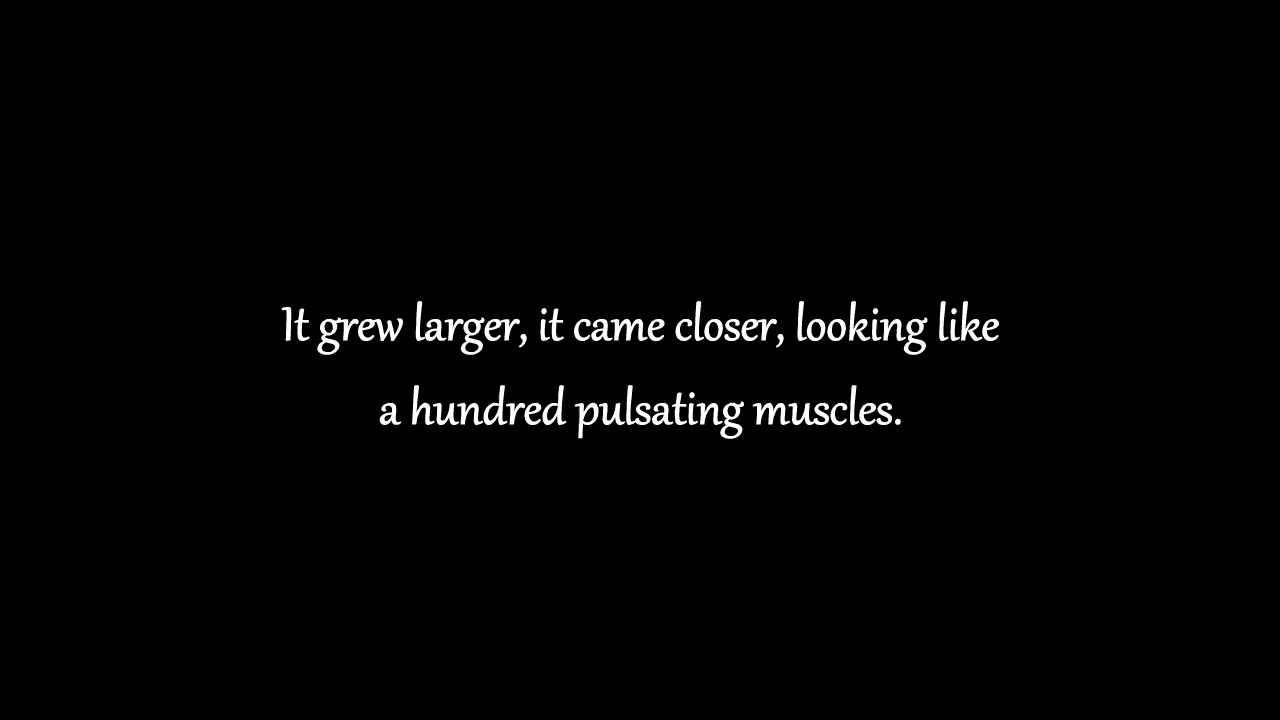 It grew larger, it came closer, looking like
a hundred pulsating muscles.